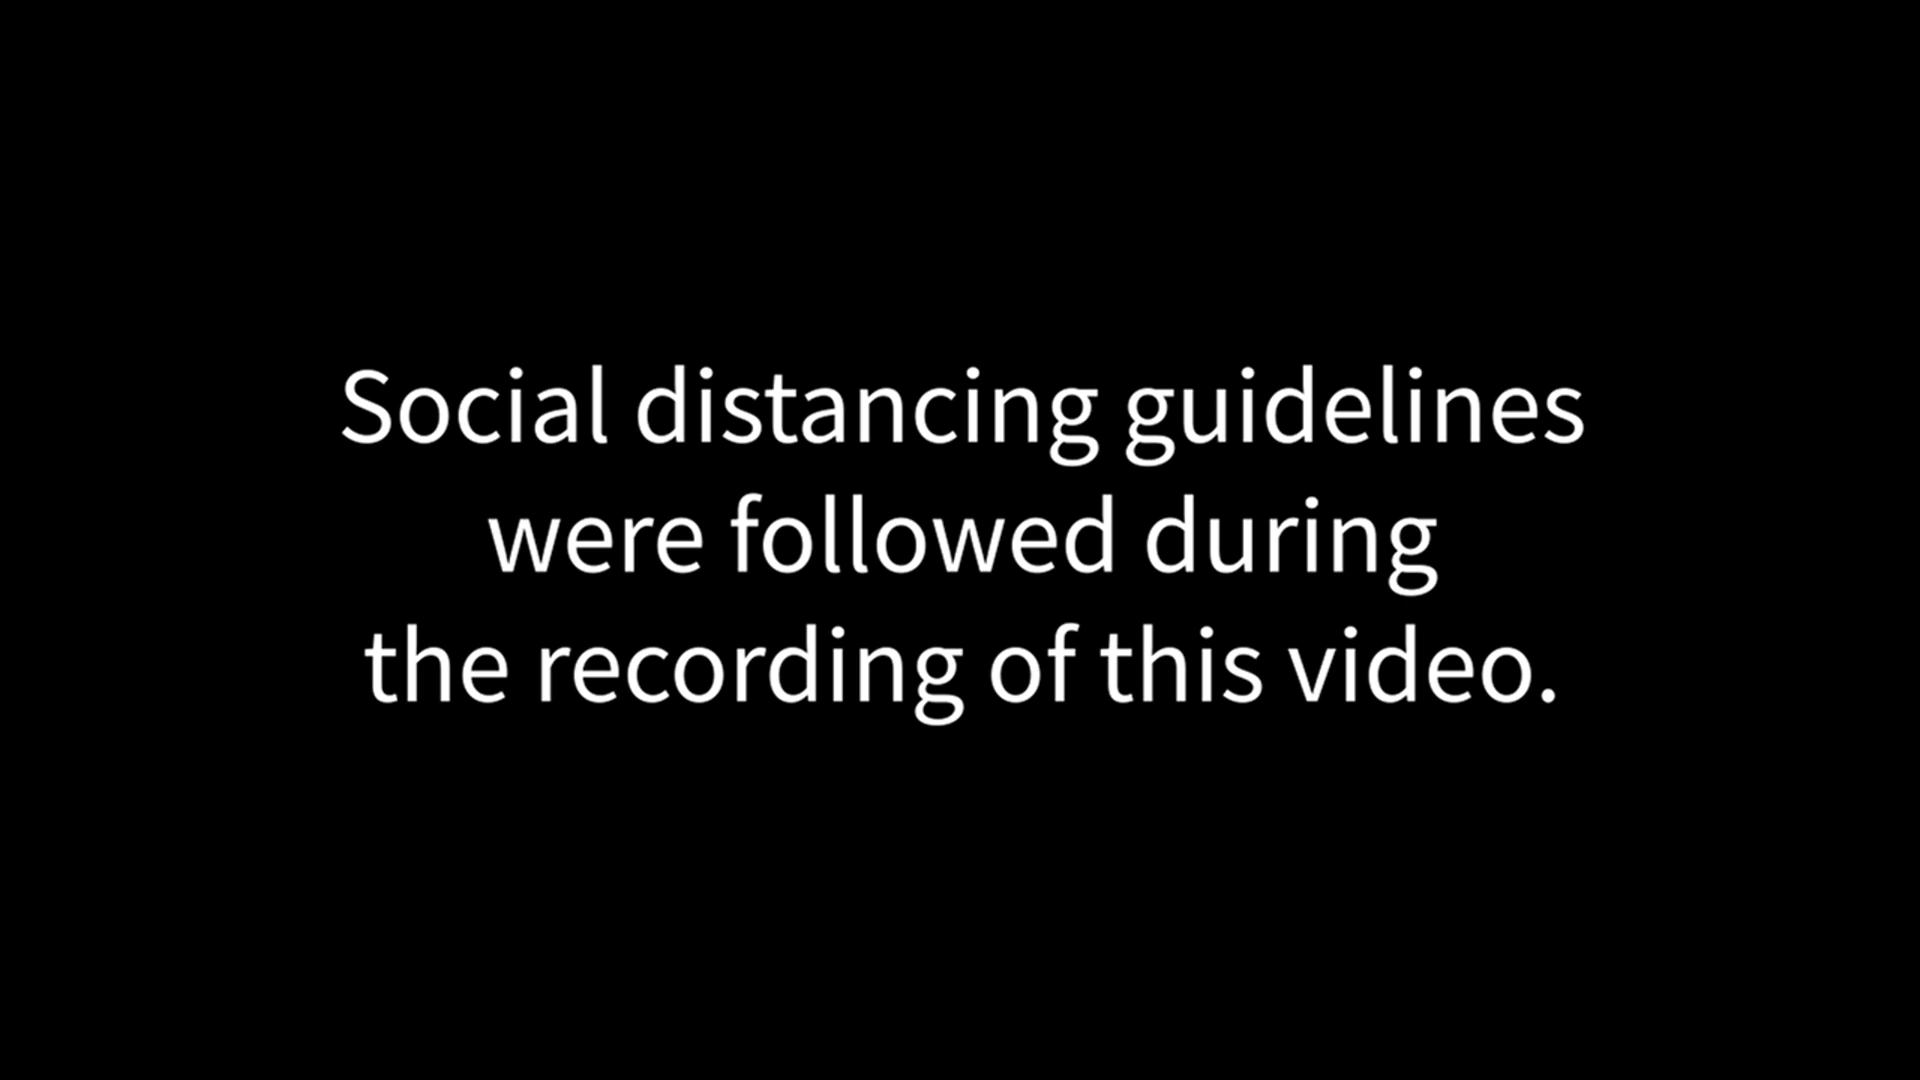 Social distancing guidelines
were followed during
the recording of this video.